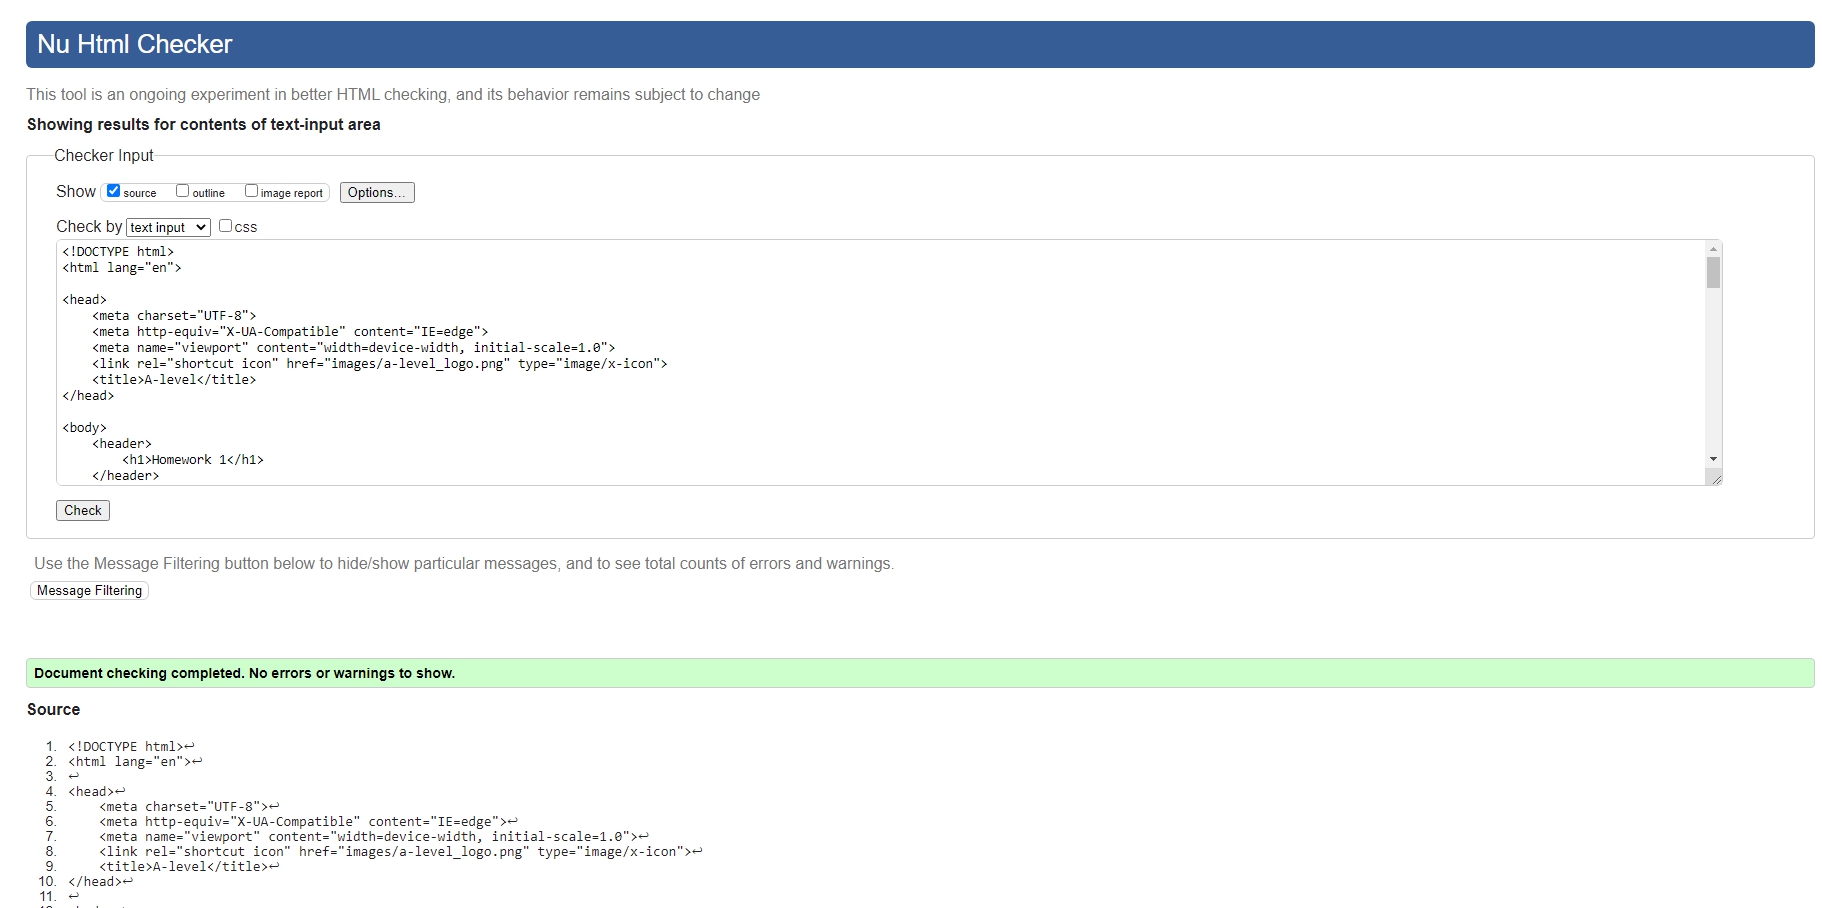 Nu Html Checker
This tool is an ongoing experiment in better HTML checking, and its behavior remains subject to change
Showing results for contents of text-input area
Checker Input
Show source outline image report Options...
Check by text input css
<!DOCTYPE html>
<html lang="en">
<head>
    <meta charset="UTF-8">
    <meta http-equiv="X-UA-Compatible" content="IE=edge">
    <meta name="viewport" content="width=device-width, initial-scale=1.0">
    <link rel="shortcut icon" href="images/a-level_logo.png" type="image/x-icon">
    <title>A-level</title>
</head>
<body>
    <header>
        <h1>Homework 1</h1>
    </header>
Check
Use the Message Filtering button below to hide/show particular messages, and to see total counts of errors and warnings.
Message Filtering
Document checking completed. No errors or warnings to show.
Source
1. <!DOCTYPE html>↩
2. <html lang="en">↩
3. ↩
4. <head>↩
5.     <meta charset="UTF-8">↩
6.     <meta http-equiv="X-UA-Compatible" content="IE=edge">↩
7.     <meta name="viewport" content="width=device-width, initial-scale=1.0">↩
8.     <link rel="shortcut icon" href="images/a-level_logo.png" type="image/x-icon">↩
9.     <title>A-level</title>↩
10. </head>↩
11. ↩